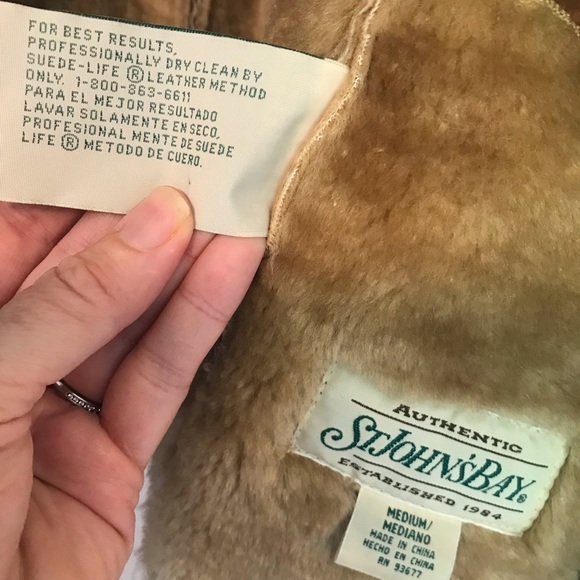 FOR BEST RESULTS,
PROFESSIONALLY DRY CLEAN BY
SUEDE-LIFE ® LEATHER METHOD
ONLY. 1-800-863-6611
PARA EL MEJOR RESULTADO
LAVAR SOLAMENTE EN SECO,
PROFESIONAL MENTE DE SUEDE
LIFE ® METODO DE CUERO.
AUTHENTIC
ST. JOHN'S BAY®
ESTABLISHED 1984
MEDIUM/
MEDIANO
MADE IN CHINA
HECHO EN CHINA
RN 93677